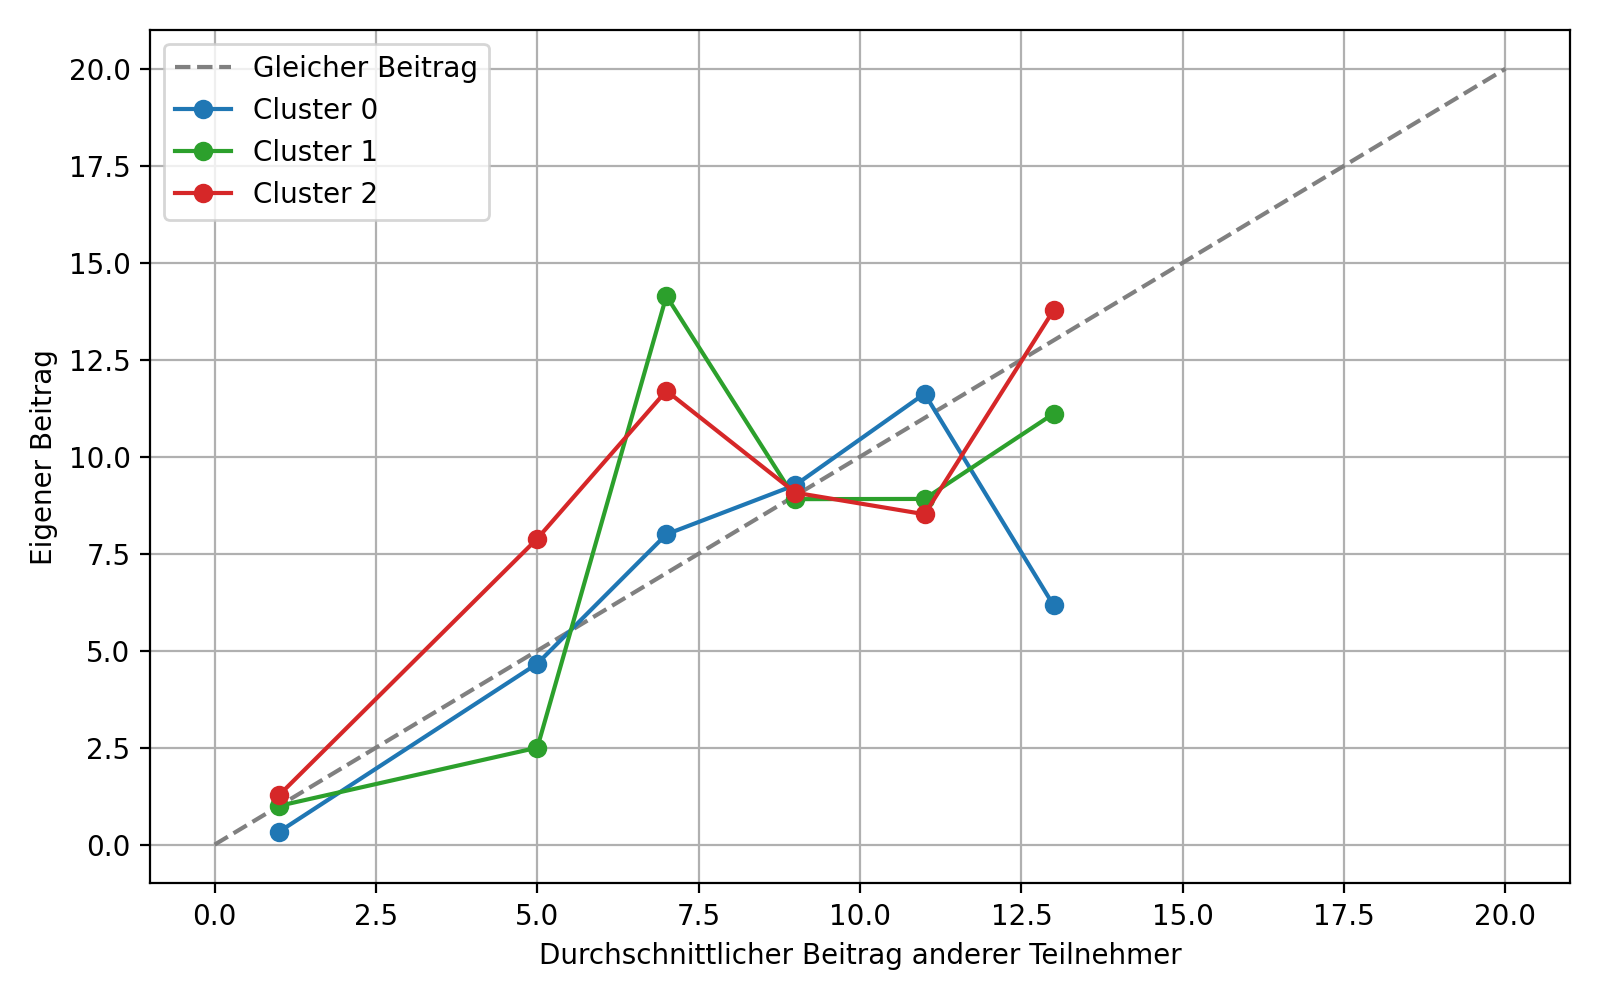 Gleicher Beitrag
Cluster 0
Cluster 1
Cluster 2
20.0
17.5
15.0
12.5
10.0
7.5
5.0
2.5
0.0
Eigener Beitrag
0.0 2.5 5.0 7.5 10.0 12.5 15.0 17.5 20.0
Durchschnittlicher Beitrag anderer Teilnehmer